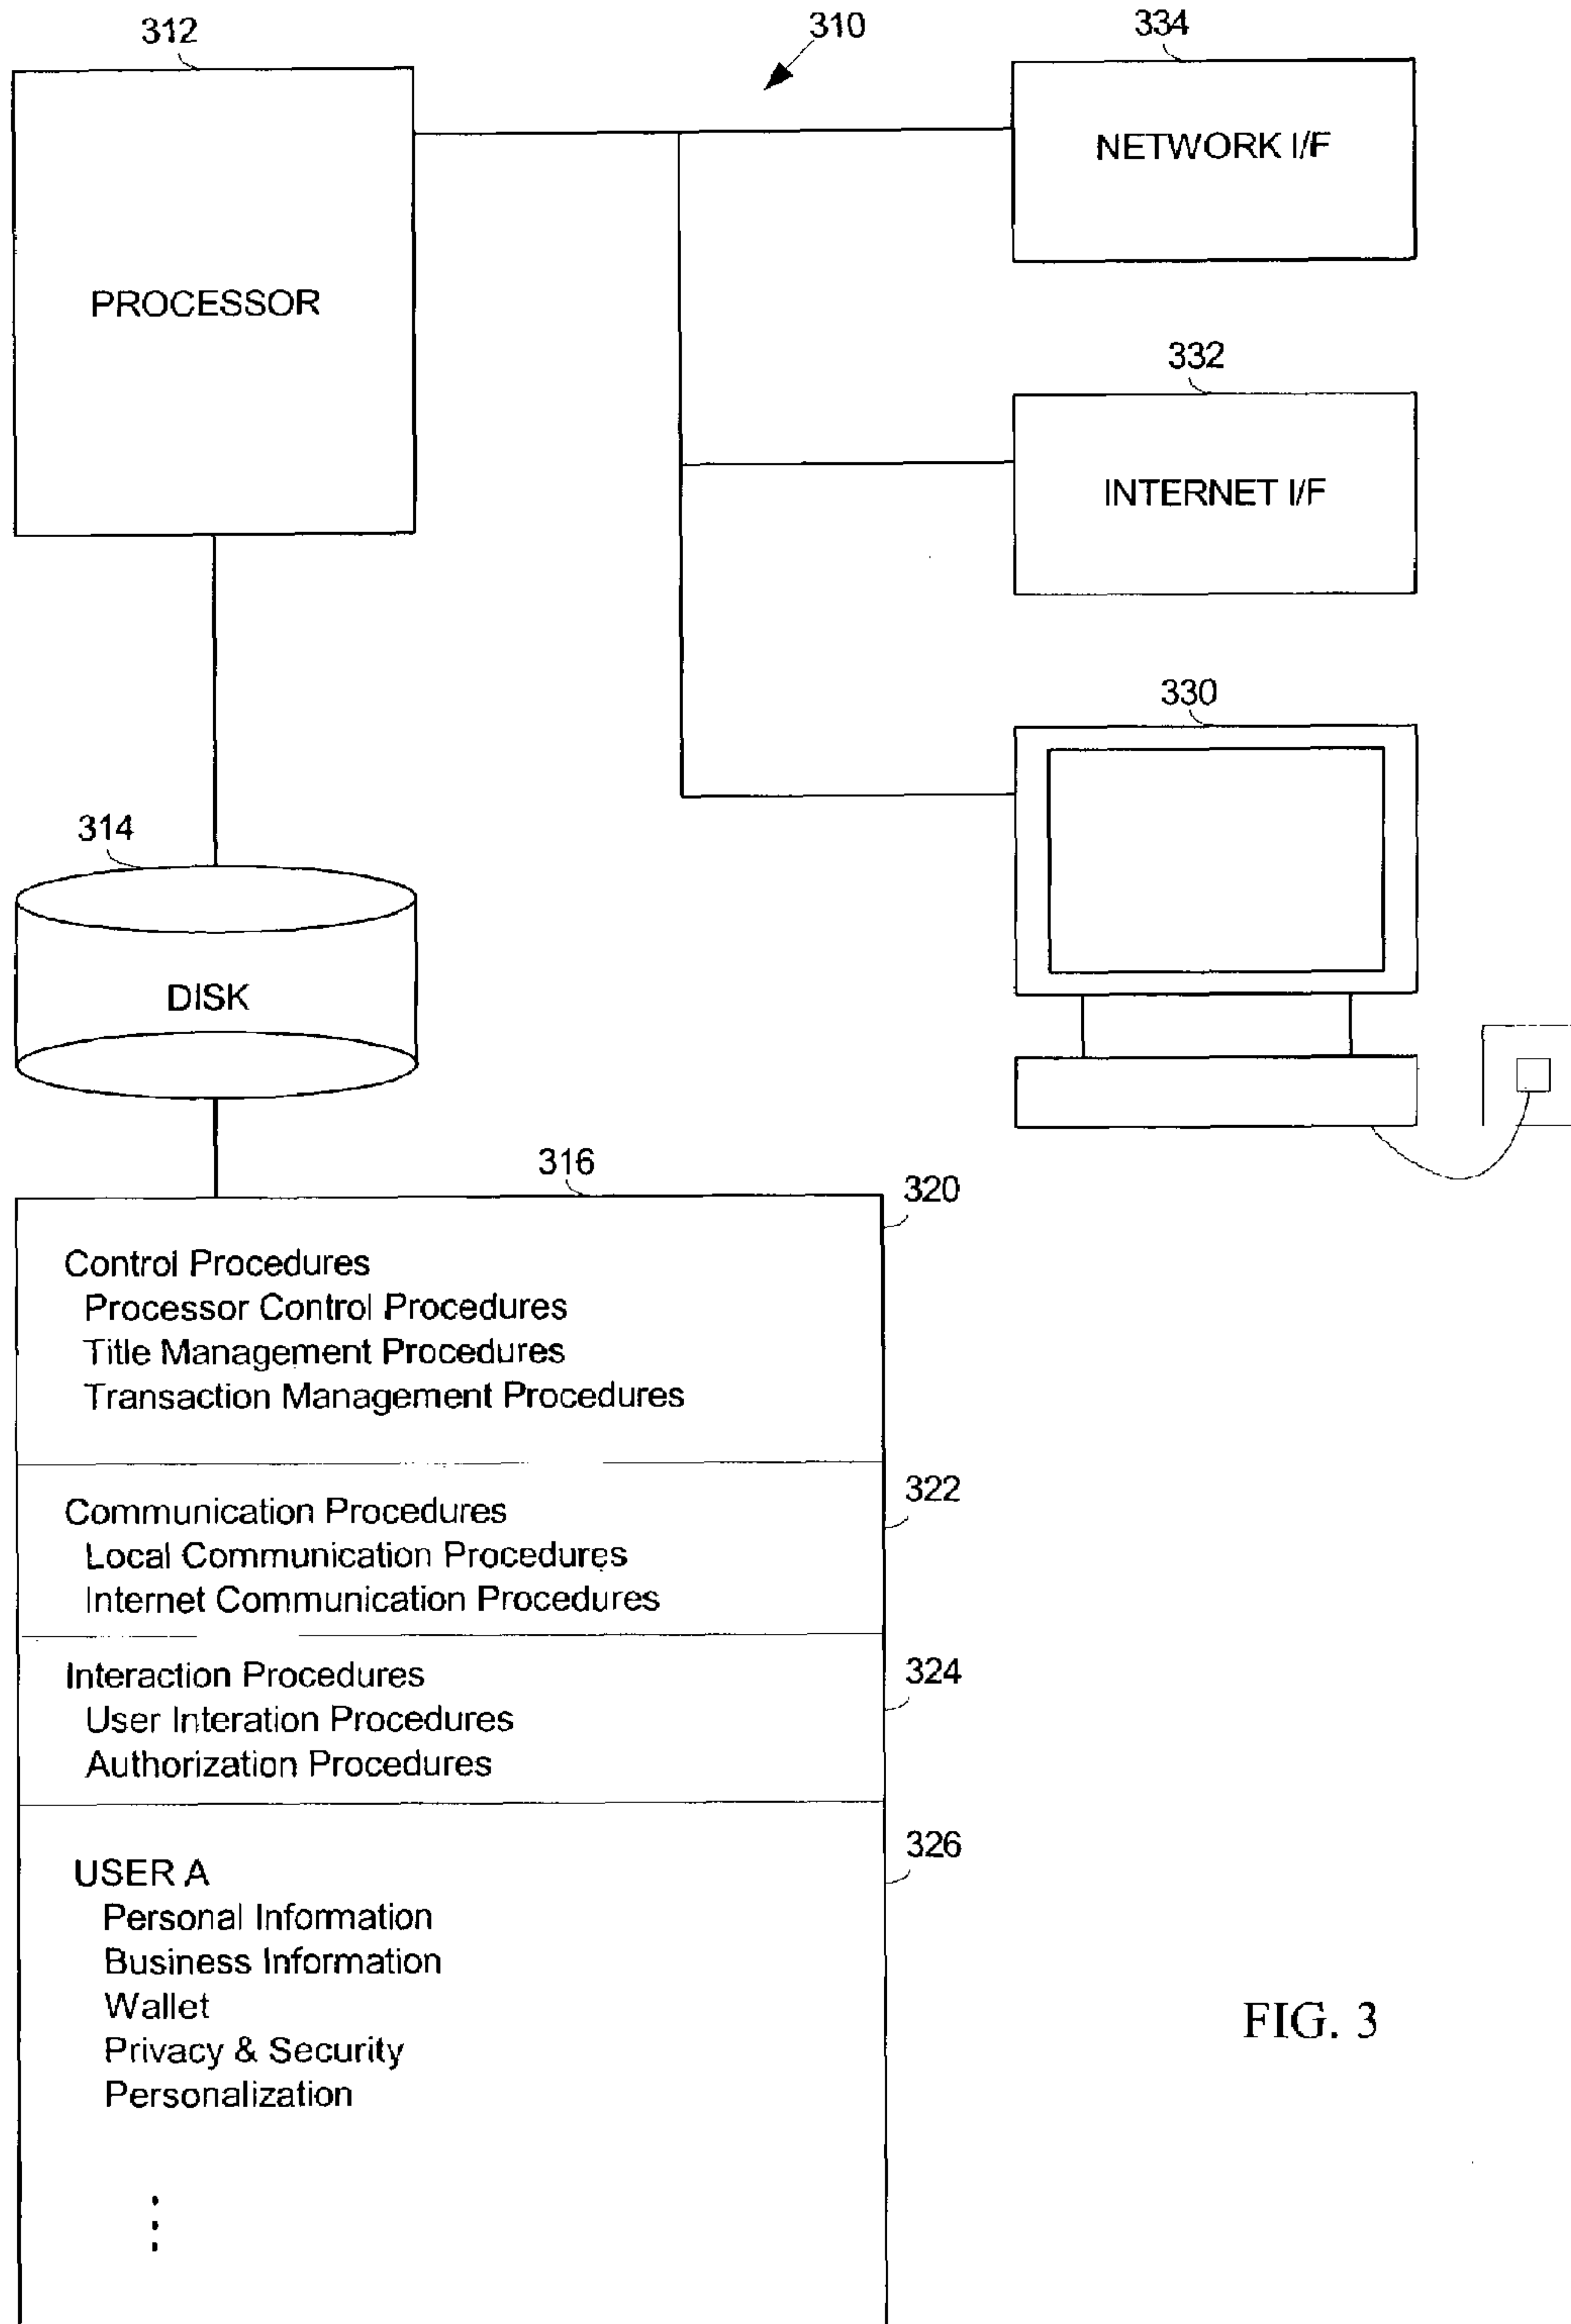 312
310
334
PROCESSOR
NETWORK I/F
332
INTERNET I/F
330
314
DISK
316
320
Control Procedures
Processor Control Procedures
Title Management Procedures
Transaction Management Procedures
322
Communication Procedures
Local Communication Procedures
Internet Communication Procedures
324
Interaction Procedures
User Interation Procedures
Authorization Procedures
326
USER A
Personal Information
Business Information
Wallet
Privacy & Security
Personalization
FIG. 3